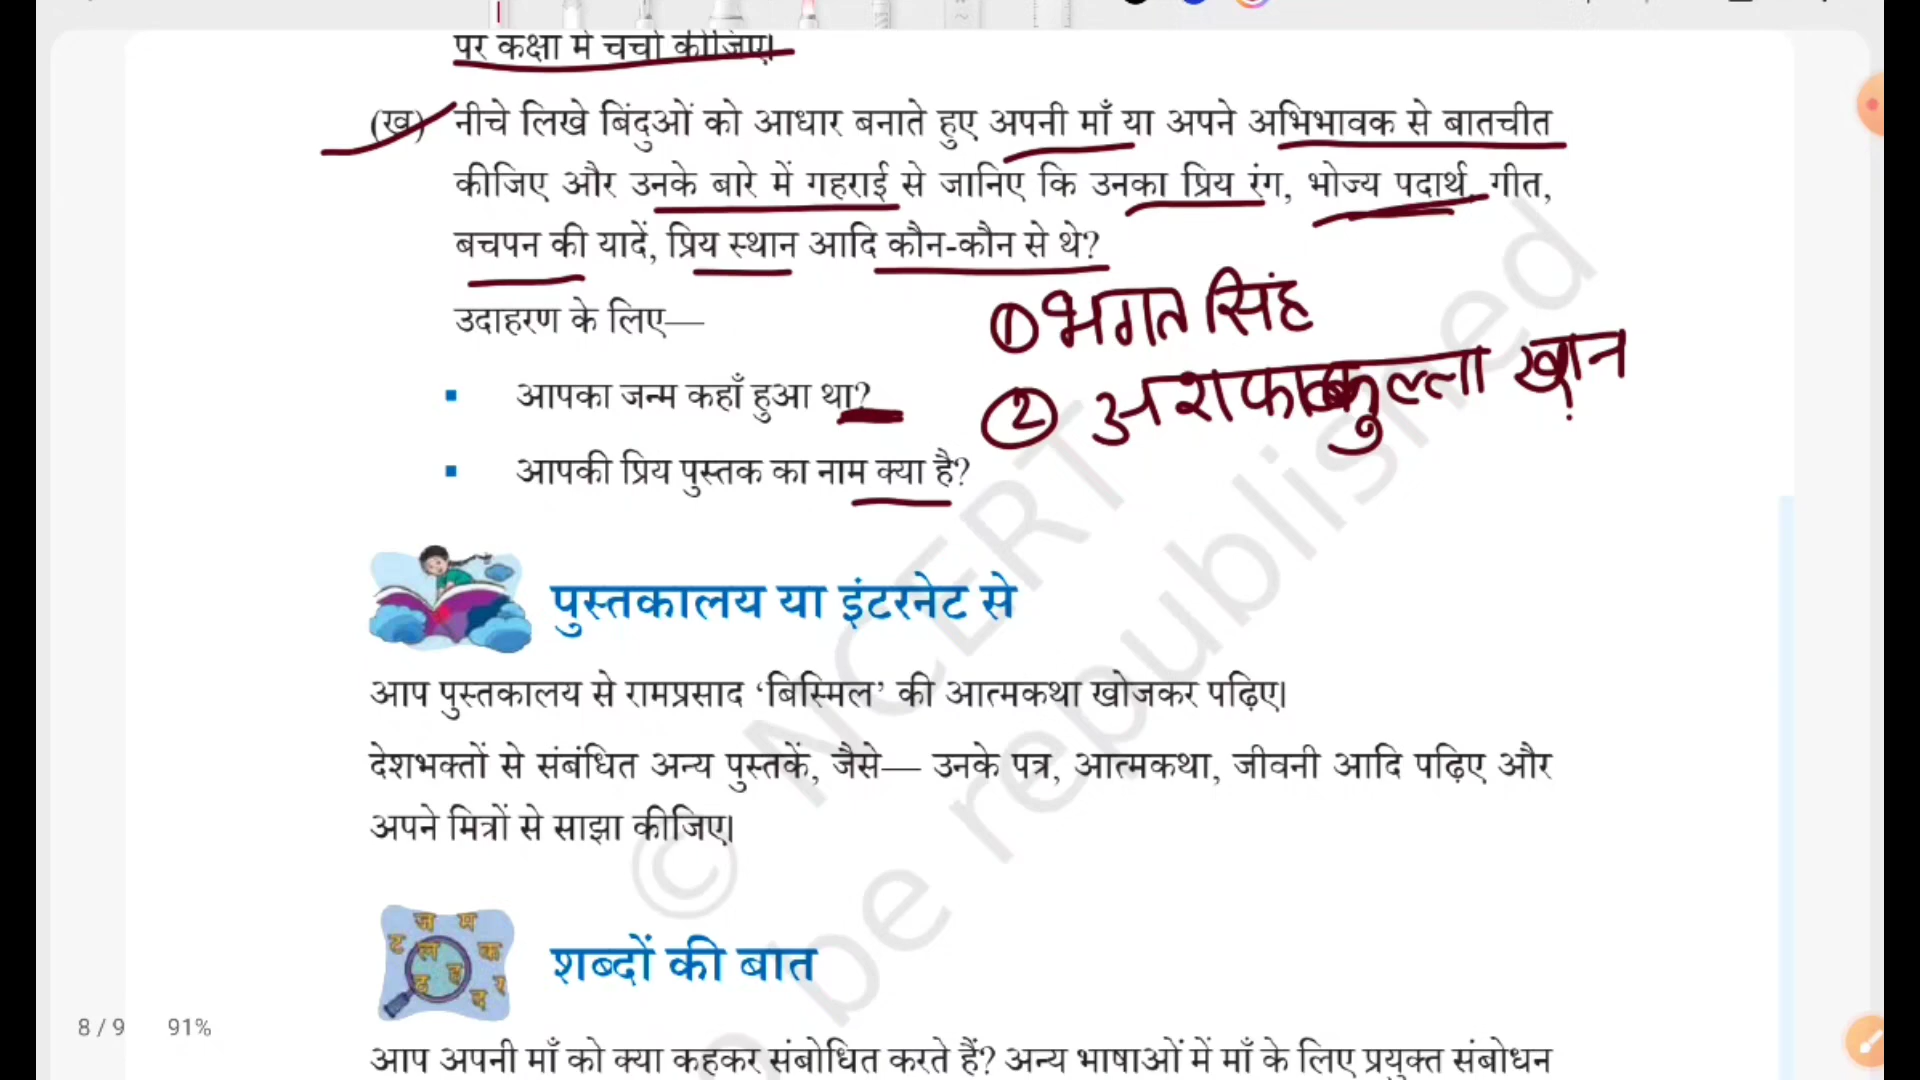 पर कक्षा में चर्चा कीजिए।
(ख) नीचे लिखे बिंदुओं को आधार बनाते हुए अपनी माँ या अपने अभिभावक से बातचीत
कीजिए और उनके बारे में गहराई से जानिए कि उनका प्रिय रंग, भोज्य पदार्थ, गीत,
बचपन की यादें, प्रिय स्थान आदि कौन-कौन से थे?
उदाहरण के लिए—
① भगत सिंह
▪ आपका जन्म कहाँ हुआ था?
② अशफाकुल्ला खान
▪ आपकी प्रिय पुस्तक का नाम क्या है?
पुस्तकालय या इंटरनेट से
आप पुस्तकालय से रामप्रसाद ‘बिस्मिल’ की आत्मकथा खोजकर पढ़िए।
देशभक्तों से संबंधित अन्य पुस्तकें, जैसे— उनके पत्र, आत्मकथा, जीवनी आदि पढ़िए और
अपने मित्रों से साझा कीजिए।
ज म
ट ल क
ढ ह र
द
शब्दों की बात
आप अपनी माँ को क्या कहकर संबोधित करते हैं? अन्य भाषाओं में माँ के लिए प्रयुक्त संबोधन
8 / 9 91%
© NCERT
be republished